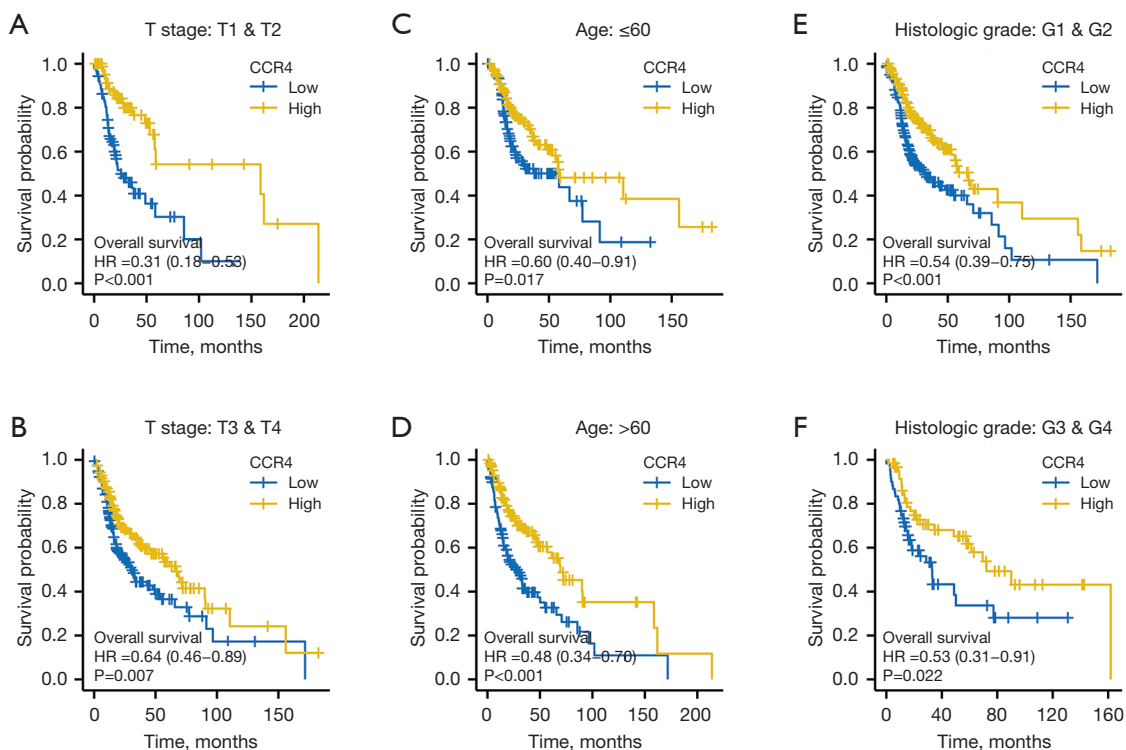 A
T stage: T1 & T2
CCR4
Low
High
Survival probability
1.0
0.8
0.6
0.4
0.2
0.0
Overall survival
HR =0.31 (0.18–0.53)
P<0.001
0 50 100 150 200
Time, months
C
Age: ≤60
CCR4
Low
High
Survival probability
1.0
0.8
0.6
0.4
0.2
0.0
Overall survival
HR =0.60 (0.40–0.91)
P=0.017
0 50 100 150
Time, months
E
Histologic grade: G1 & G2
CCR4
Low
High
Survival probability
1.0
0.8
0.6
0.4
0.2
0.0
Overall survival
HR =0.54 (0.39–0.75)
P<0.001
0 50 100 150
Time, months
B
T stage: T3 & T4
CCR4
Low
High
Survival probability
1.0
0.8
0.6
0.4
0.2
0.0
Overall survival
HR =0.64 (0.46–0.89)
P=0.007
0 50 100 150
Time, months
D
Age: >60
CCR4
Low
High
Survival probability
1.0
0.8
0.6
0.4
0.2
0.0
Overall survival
HR =0.48 (0.34–0.70)
P<0.001
0 50 100 150 200
Time, months
F
Histologic grade: G3 & G4
CCR4
Low
High
Survival probability
1.0
0.8
0.6
0.4
0.2
0.0
Overall survival
HR =0.53 (0.31–0.91)
P=0.022
0 40 80 120 160
Time, months